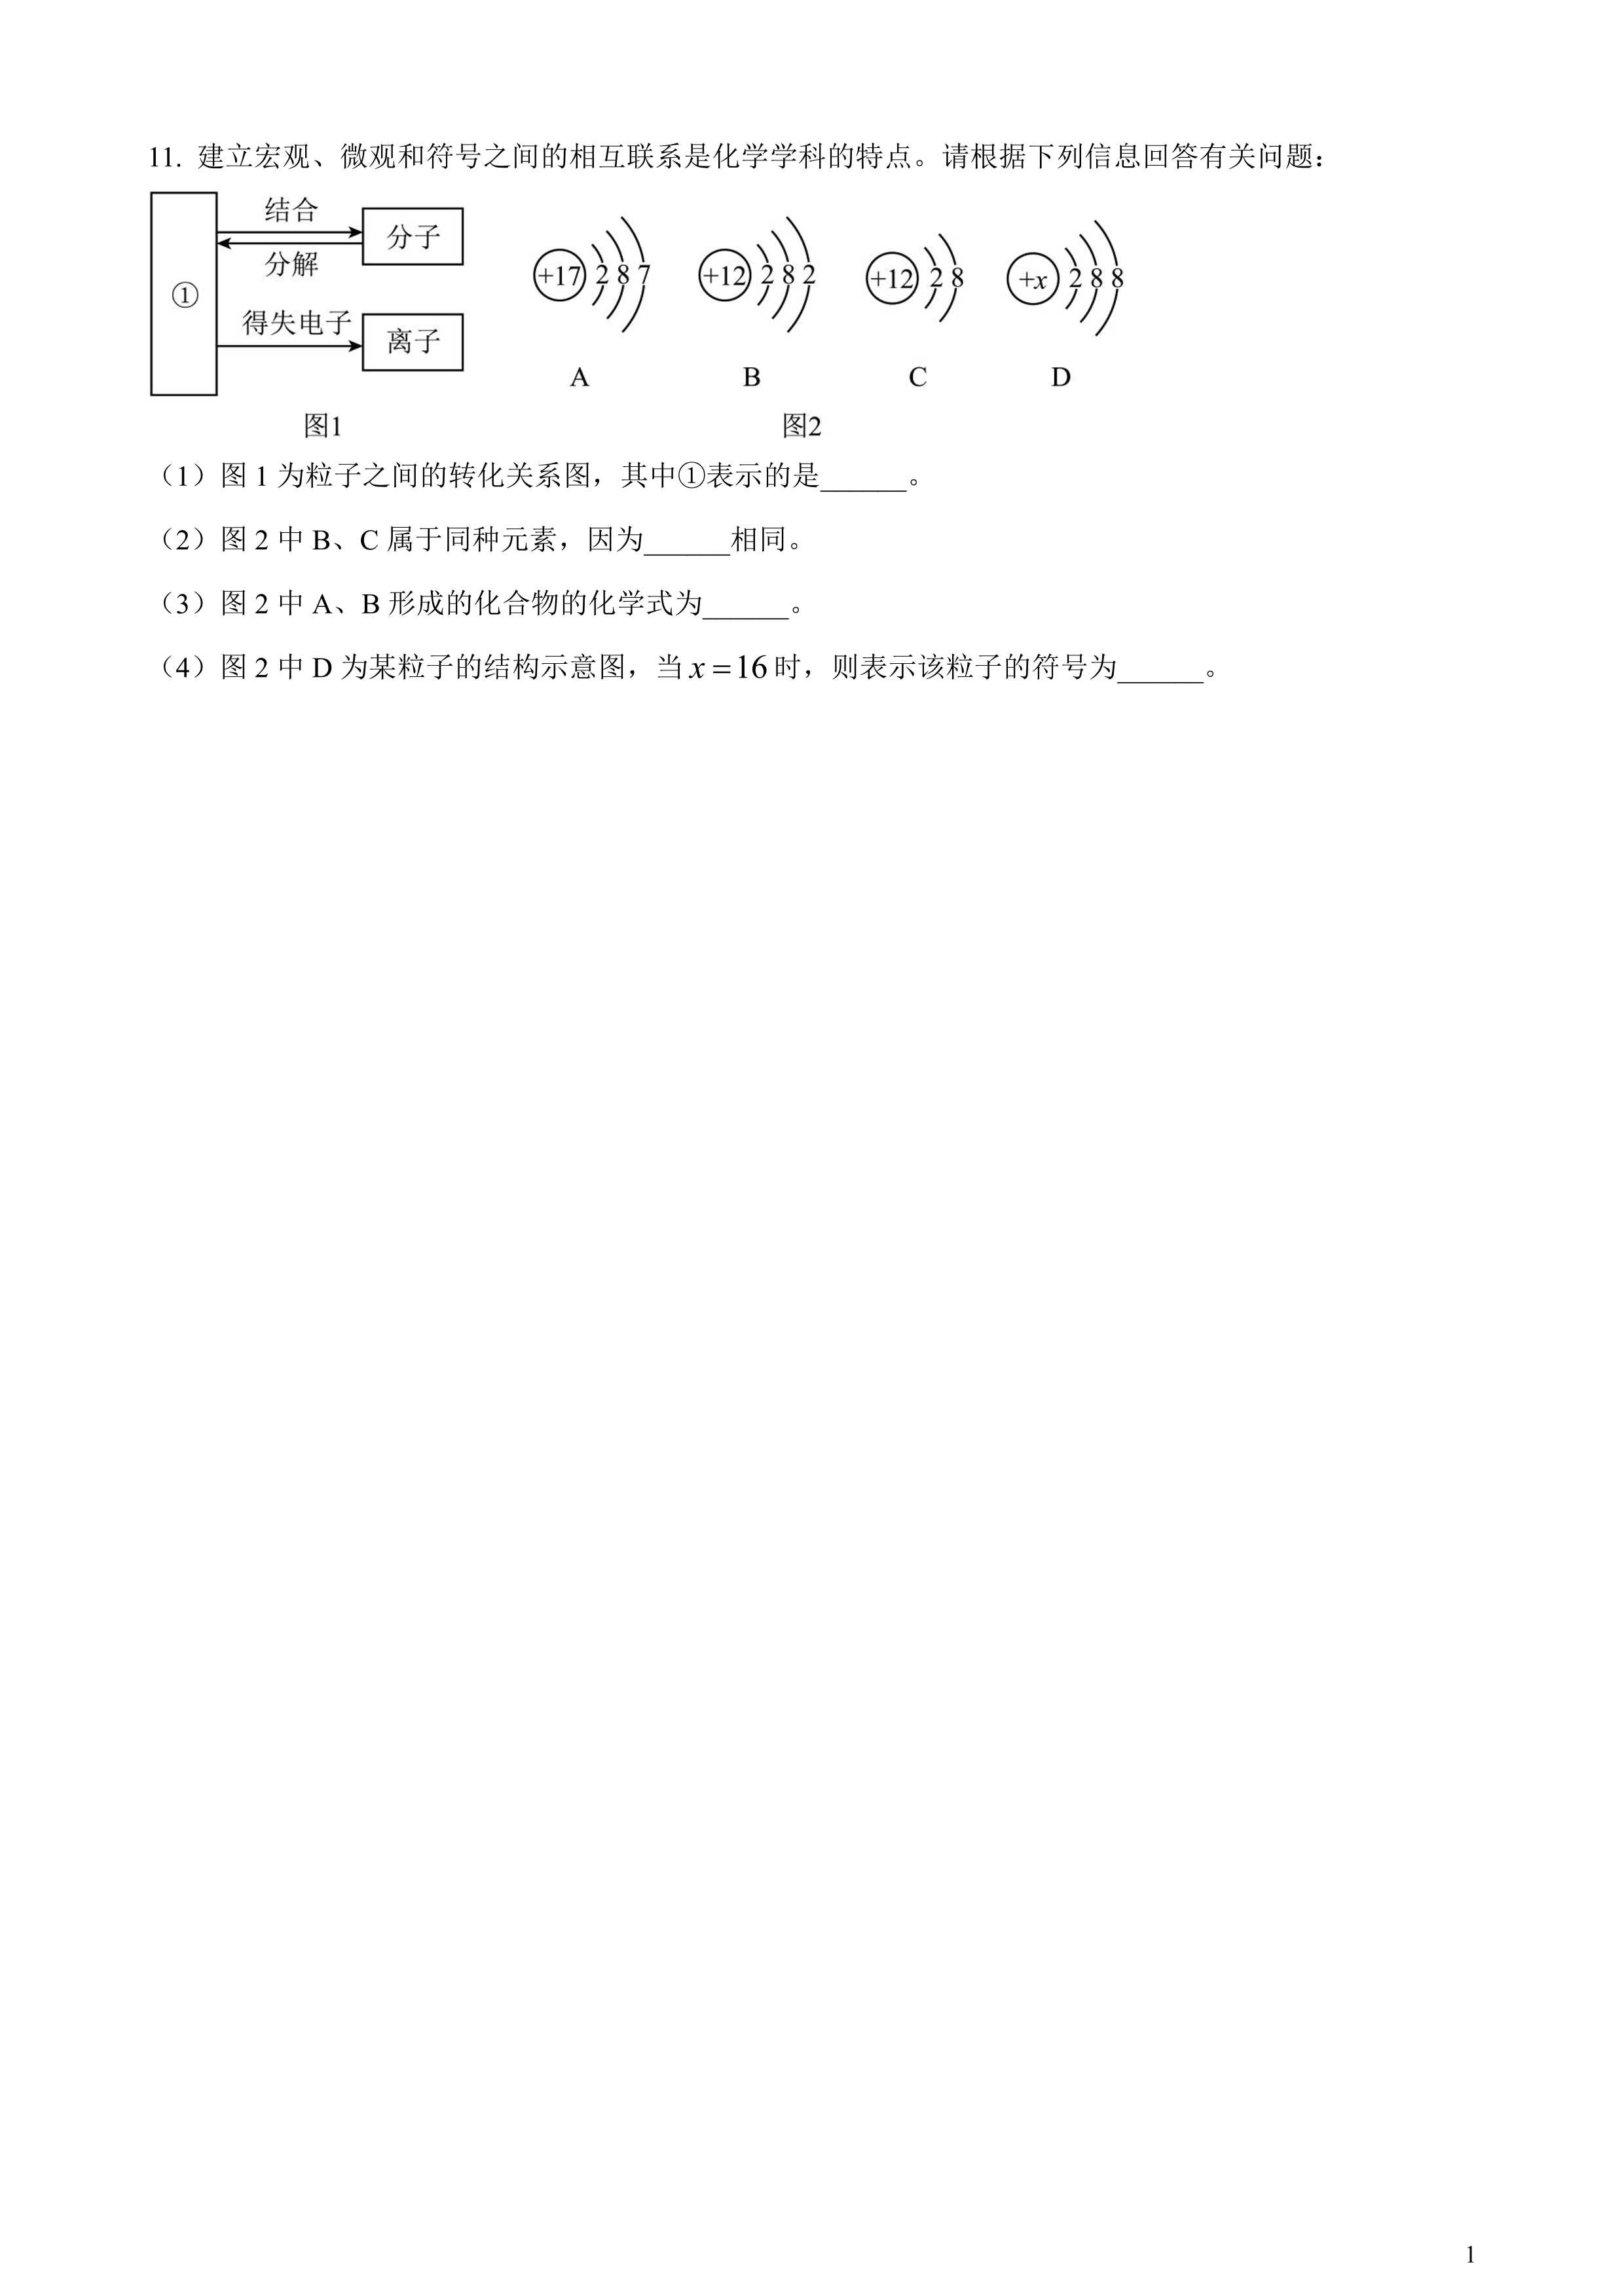 11. 建立宏观、微观和符号之间的相互联系是化学学科的特点。请根据下列信息回答有关问题：
① 结合 分解 分子 得失电子 离子
+17 2 8 7 +12 2 8 2 +12 2 8 +x 2 8 8
A B C D
图1 图2
（1）图 1 为粒子之间的转化关系图，其中①表示的是______。
（2）图 2 中 B、C 属于同种元素，因为______相同。
（3）图 2 中 A、B 形成的化合物的化学式为______。
（4）图 2 中 D 为某粒子的结构示意图，当 x=16 时，则表示该粒子的符号为______。
1